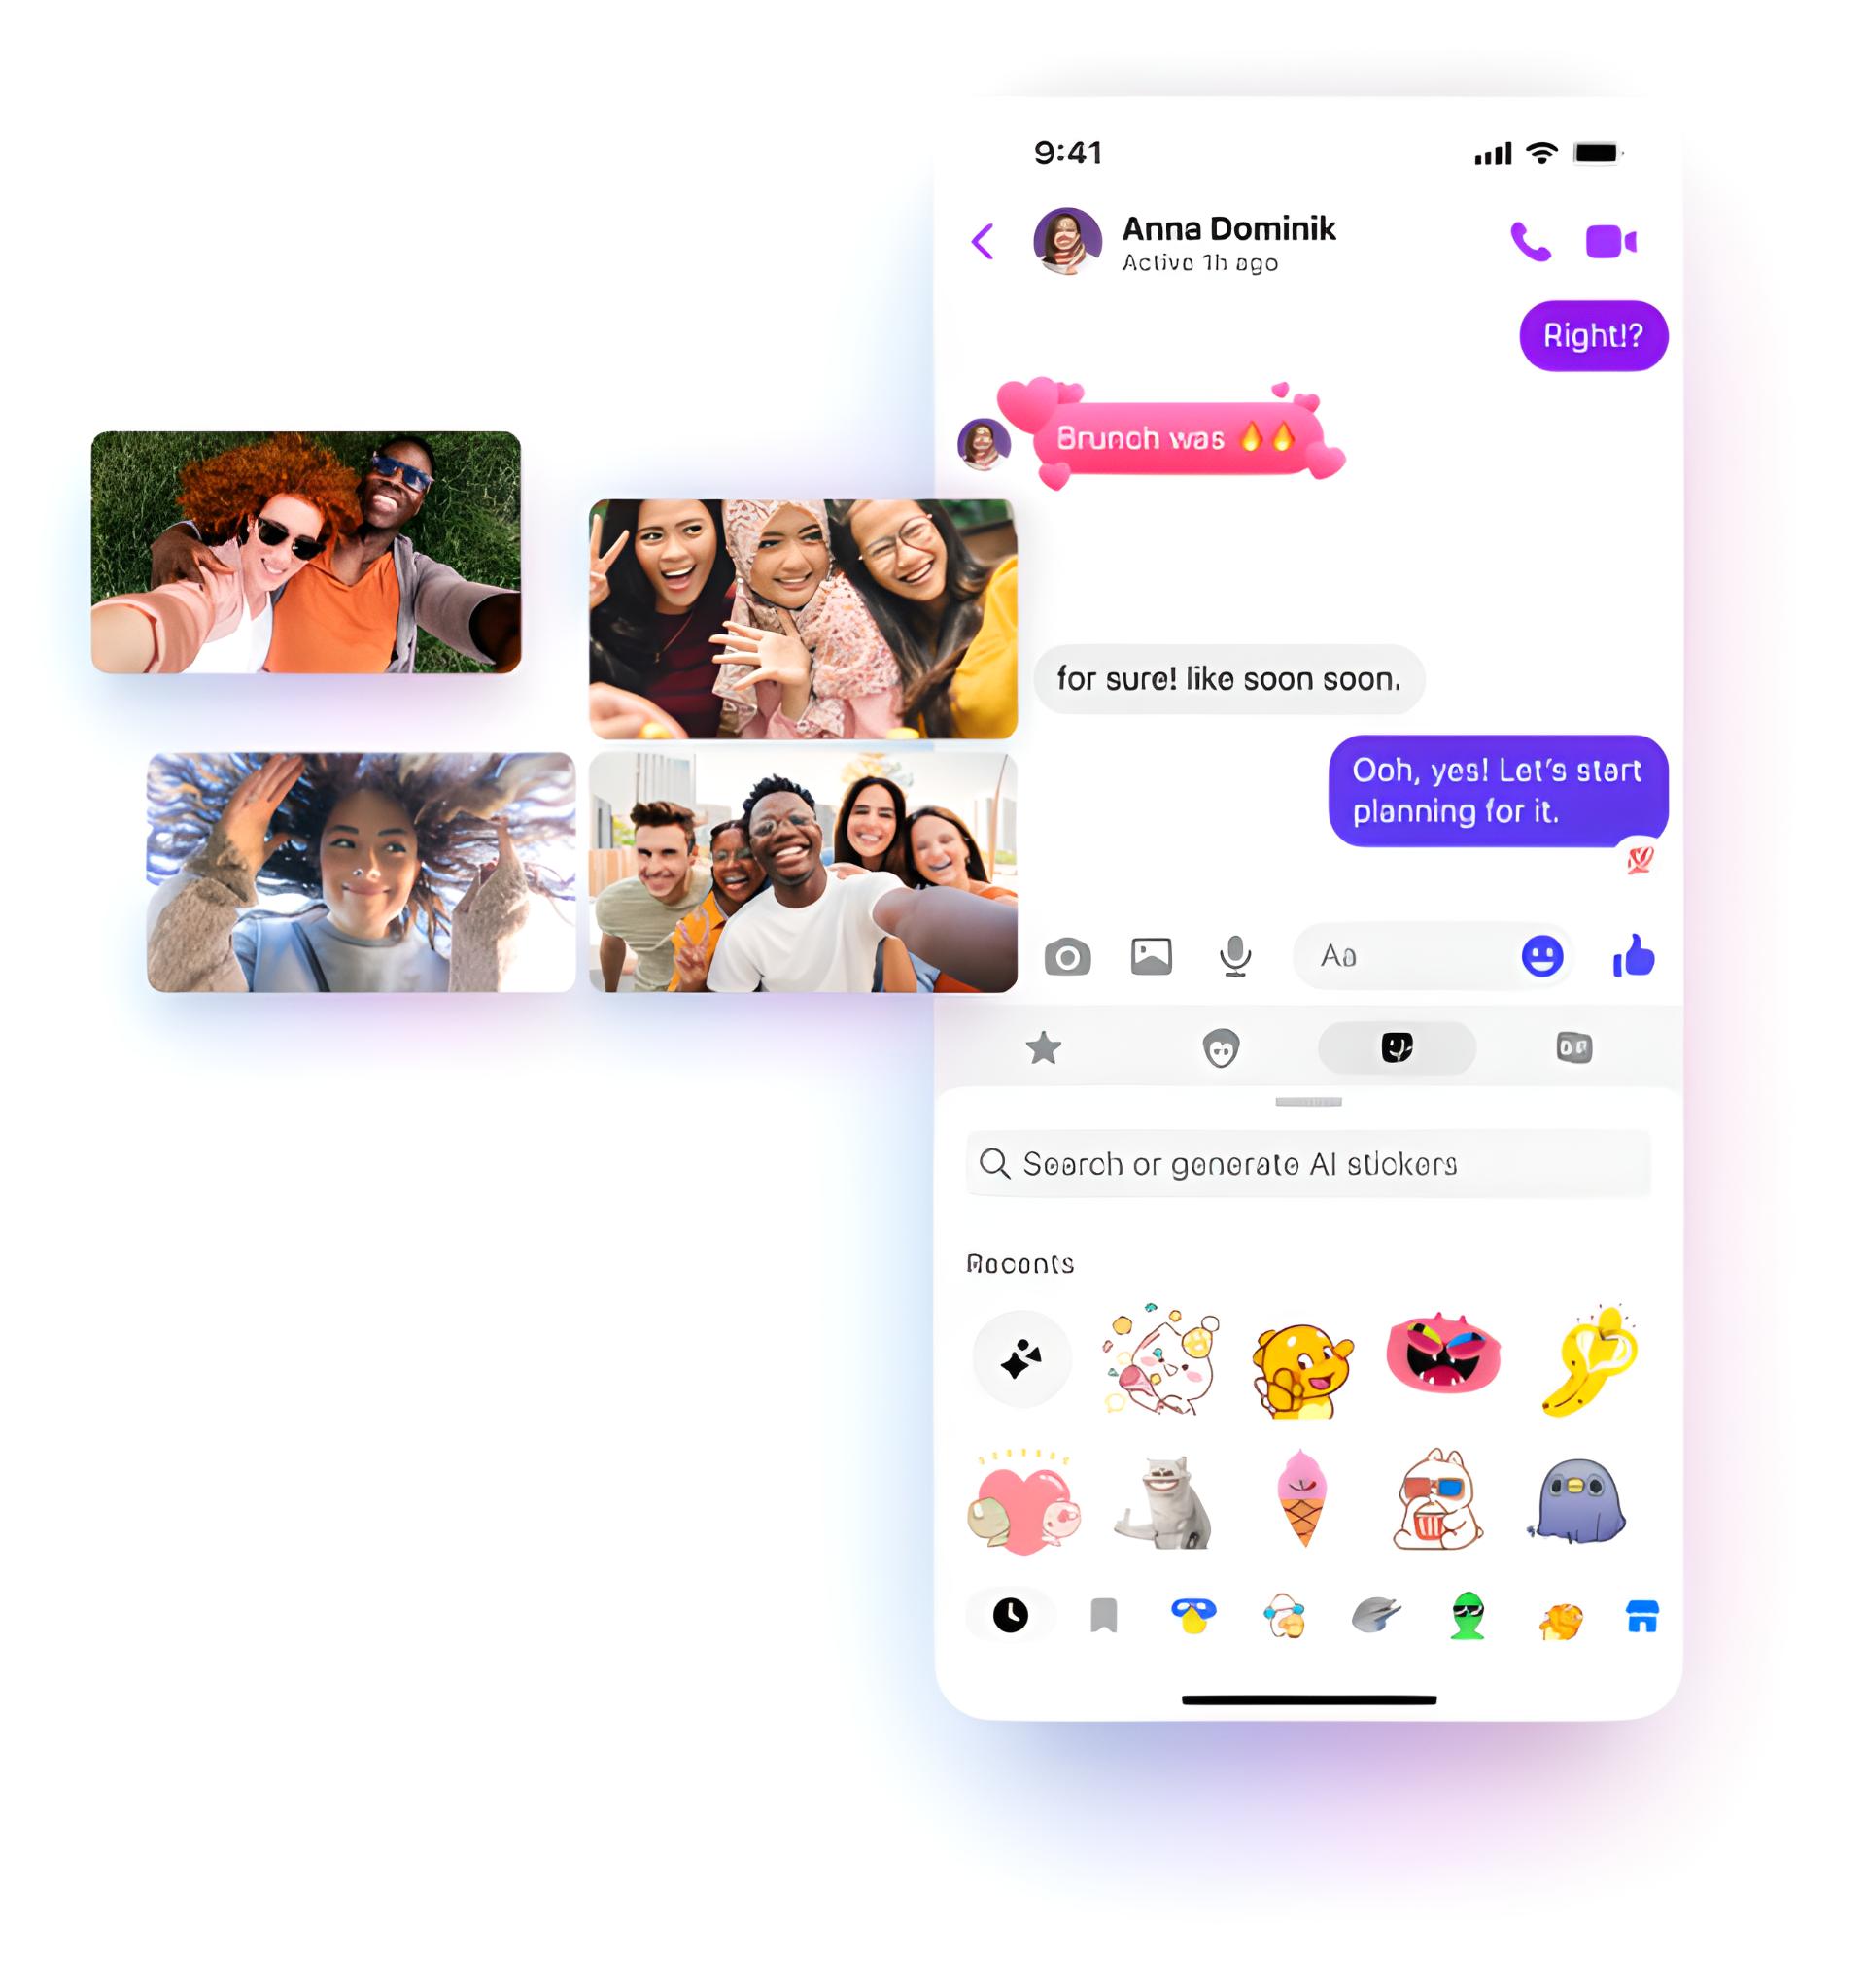 9:41
Anna Dominik
Active 1h ago
Right!?
Brunch was 🔥🔥
for sure! like soon soon.
Ooh, yes! Let's start
planning for it.
Aa
Search or generate AI stickers
Recents